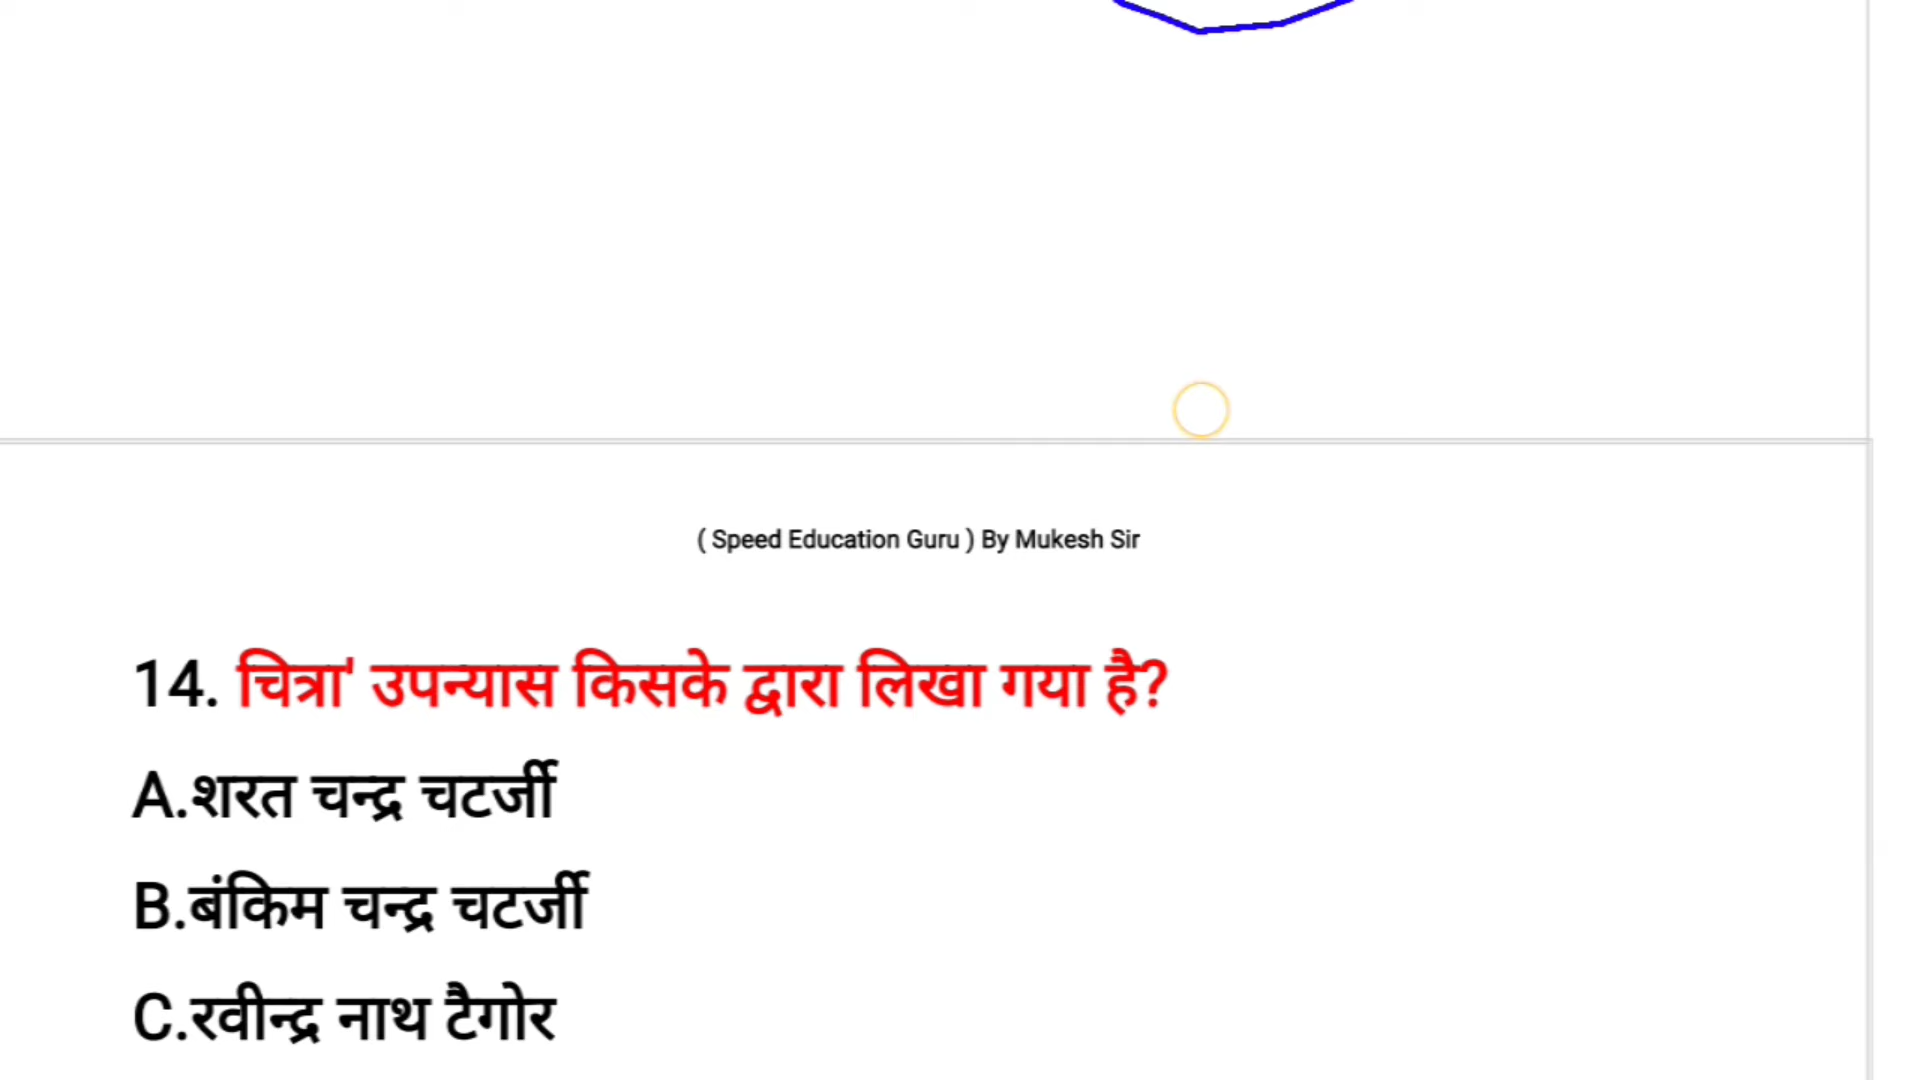 ( Speed Education Guru ) By Mukesh Sir
14. चित्रा' उपन्यास किसके द्वारा लिखा गया है?
A.शरत चन्द्र चटर्जी
B.बंकिम चन्द्र चटर्जी
C.रवीन्द्र नाथ टैगोर